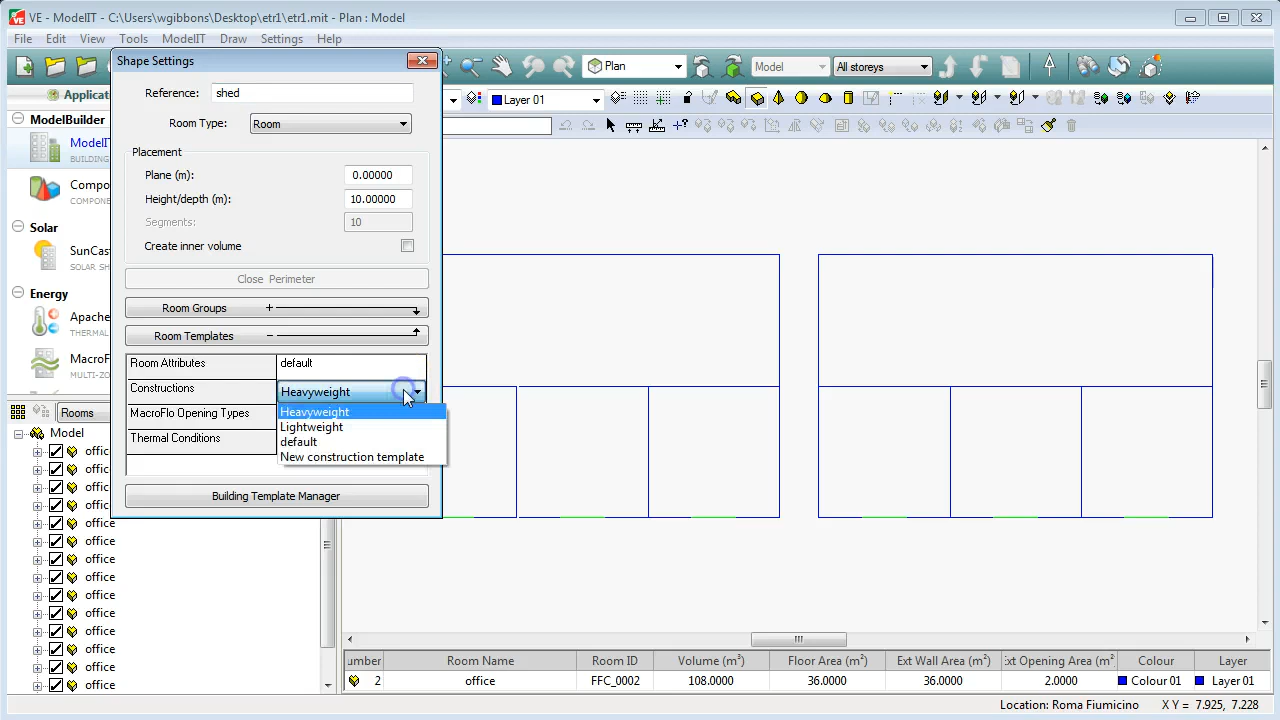 VE - ModelIT - C:\Users\wgibbons\Desktop\etr1\etr1.mit - Plan : Model
File Edit View Tools ModelIT Draw Settings Help
Shape Settings
Reference: shed
Room Type: Room
Placement
Plane (m): 0.00000
Height/depth (m): 10.00000
Segments: 10
Create inner volume
Close Perimeter
Room Groups +
Room Templates -
Room Attributes default
Constructions Heavyweight
MacroFlo Opening Types
Thermal Conditions
Heavyweight
Lightweight
default
New construction template
Building Template Manager
Plan Model All storeys
Layer 01
Applicat
ModelBuilder
ModelIT
BUILDING
Compo
COMPONE
Solar
SunCas
SOLAR SH
Energy
Apache
THERMAL
MacroF
MULTI-ZO
Rooms
Model
office
office
office
office
office
office
office
office
office
office
office
office
office
office
umber Room Name Room ID Volume (m³) Floor Area (m²) Ext Wall Area (m²) Ext Opening Area (m² Colour Layer
2 office FFC_0002 108.0000 36.0000 36.0000 2.0000 Colour 01 Layer 01
Location: Roma Fiumicino X Y = 7.925, 7.228